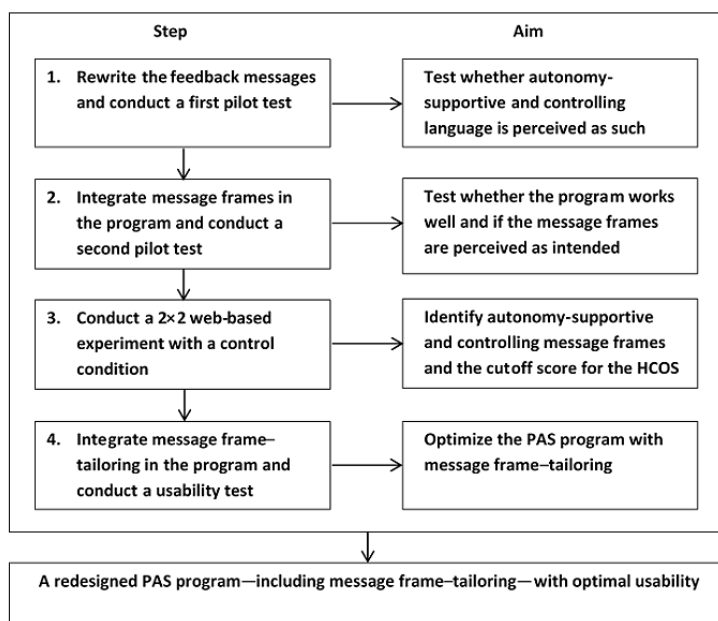 Step
Aim
1. Rewrite the feedback messages
and conduct a first pilot test
Test whether autonomy-
supportive and controlling
language is perceived as such
2. Integrate message frames in
the program and conduct a
second pilot test
Test whether the program works
well and if the message frames
are perceived as intended
3. Conduct a 2×2 web-based
experiment with a control
condition
Identify autonomy-supportive
and controlling message frames
and the cutoff score for the HCOS
4. Integrate message frame–
tailoring in the program and
conduct a usability test
Optimize the PAS program with
message frame–tailoring
A redesigned PAS program—including message frame–tailoring—with optimal usability